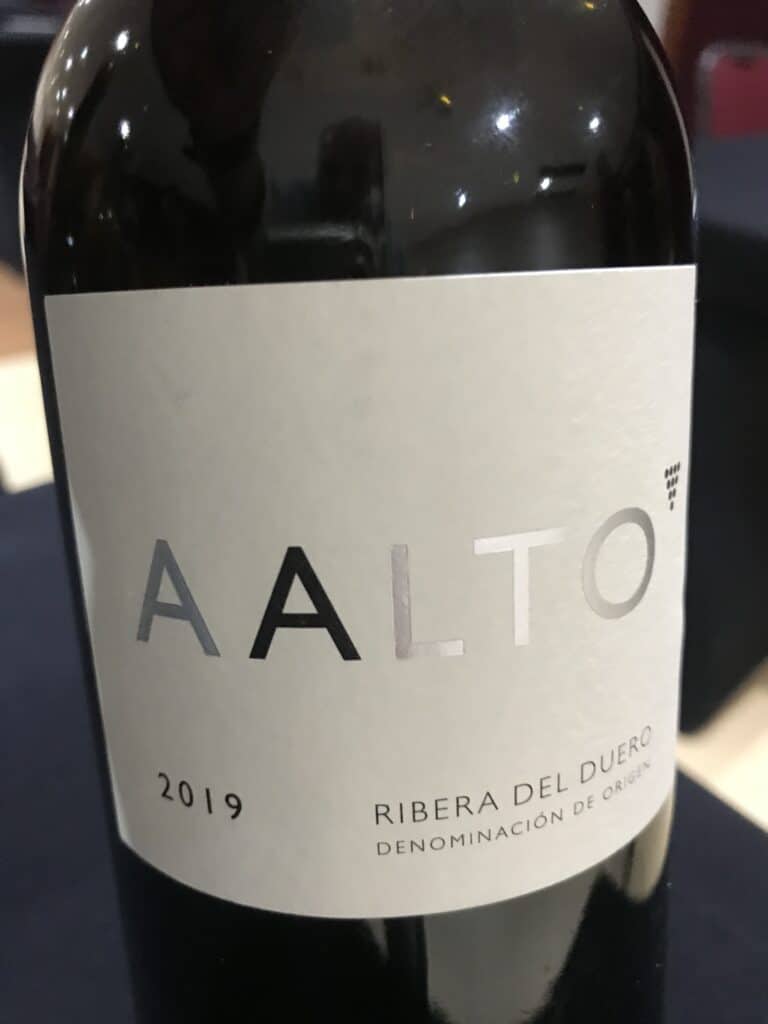 AALTO
2019
RIBERA DEL DUERO
DENOMINACIÓN DE ORIGEN